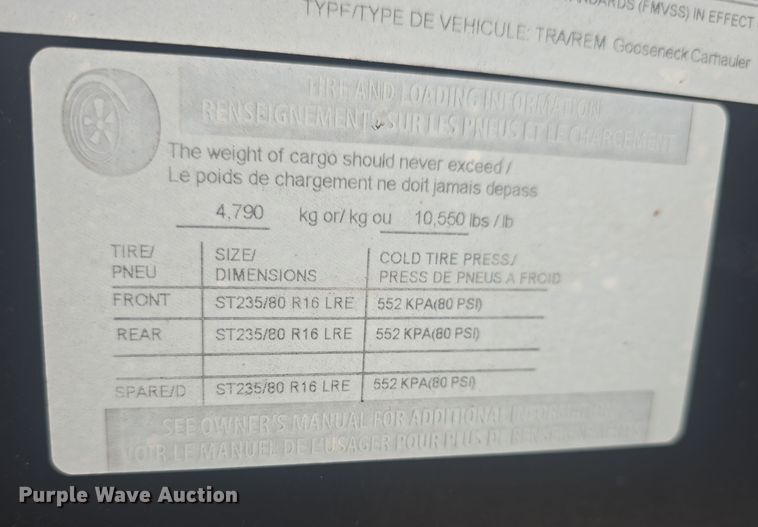 STANDARDS (FMVSS) IN EFFECT
TYPE/TYPE DE VEHICULE: TRA/REM Gooseneck Carhauler
TIRE AND LOADING INFORMATION
RENSEIGNEMENTS SUR LES PNEUS ET LE CHARGEMENT
The weight of cargo should never exceed /
Le poids de chargement ne doit jamais depass
4,790 kg or/ kg ou 10,550 lbs / lb
TIRE/ SIZE/ COLD TIRE PRESS./
PNEU DIMENSIONS PRESS DE PNEUS A FROID
FRONT ST235/80 R16 LRE 552 KPA(80 PSI)
REAR ST235/80 R16 LRE 552 KPA(80 PSI)
SPARE/D ST235/80 R16 LRE 552 KPA(80 PSI)
SEE OWNER'S MANUAL FOR ADDITIONAL INFORMATION
VOIR LE MANUEL DE L'USAGER POUR PLUS DE RENSEIGNEMENTS
Purple Wave Auction